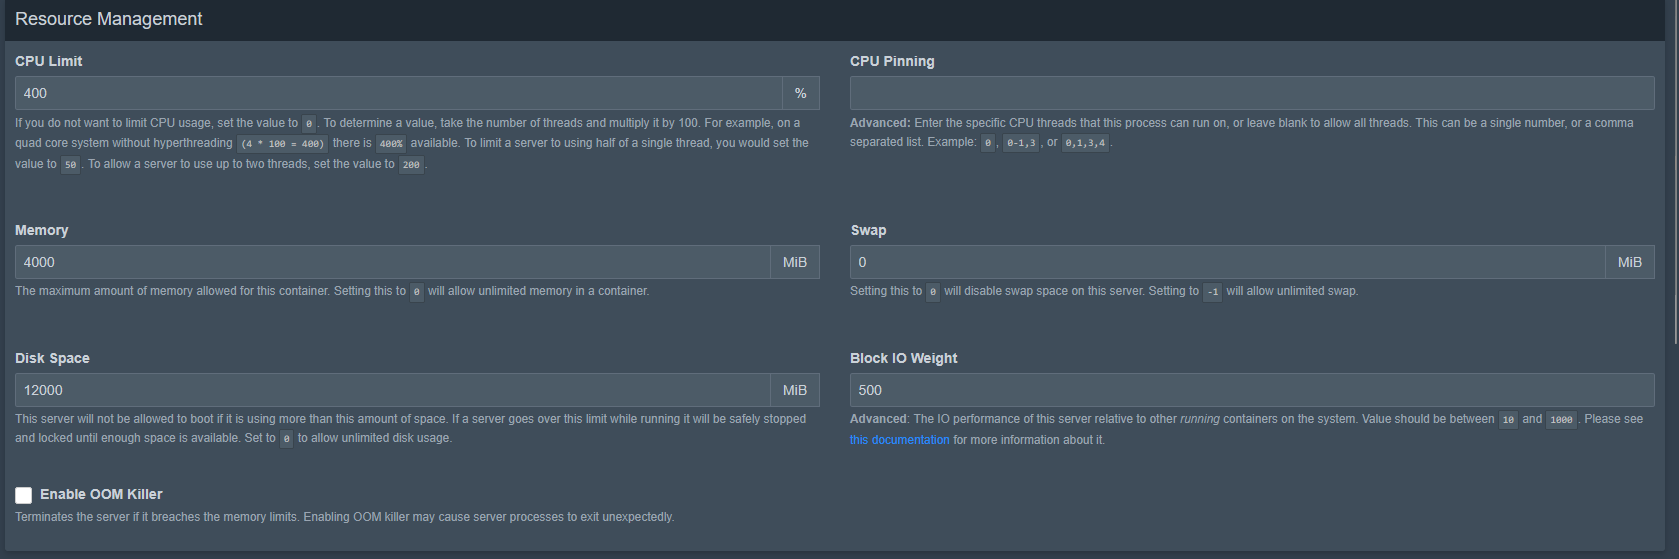 Resource Management
CPU Limit
400 %
If you do not want to limit CPU usage, set the value to 0. To determine a value, take the number of threads and multiply it by 100. For example, on a
quad core system without hyperthreading (4 * 100 = 400) there is 400% available. To limit a server to using half of a single thread, you would set the
value to 50. To allow a server to use up to two threads, set the value to 200.
CPU Pinning
Advanced: Enter the specific CPU threads that this process can run on, or leave blank to allow all threads. This can be a single number, or a comma
separated list. Example: 0, 0-1,3, or 0,1,3,4.
Memory
4000 MiB
The maximum amount of memory allowed for this container. Setting this to 0 will allow unlimited memory in a container.
Swap
0 MiB
Setting this to 0 will disable swap space on this server. Setting to -1 will allow unlimited swap.
Disk Space
12000 MiB
This server will not be allowed to boot if it is using more than this amount of space. If a server goes over this limit while running it will be safely stopped
and locked until enough space is available. Set to 0 to allow unlimited disk usage.
Block IO Weight
500
Advanced: The IO performance of this server relative to other running containers on the system. Value should be between 10 and 1000. Please see
this documentation for more information about it.
Enable OOM Killer
Terminates the server if it breaches the memory limits. Enabling OOM killer may cause server processes to exit unexpectedly.